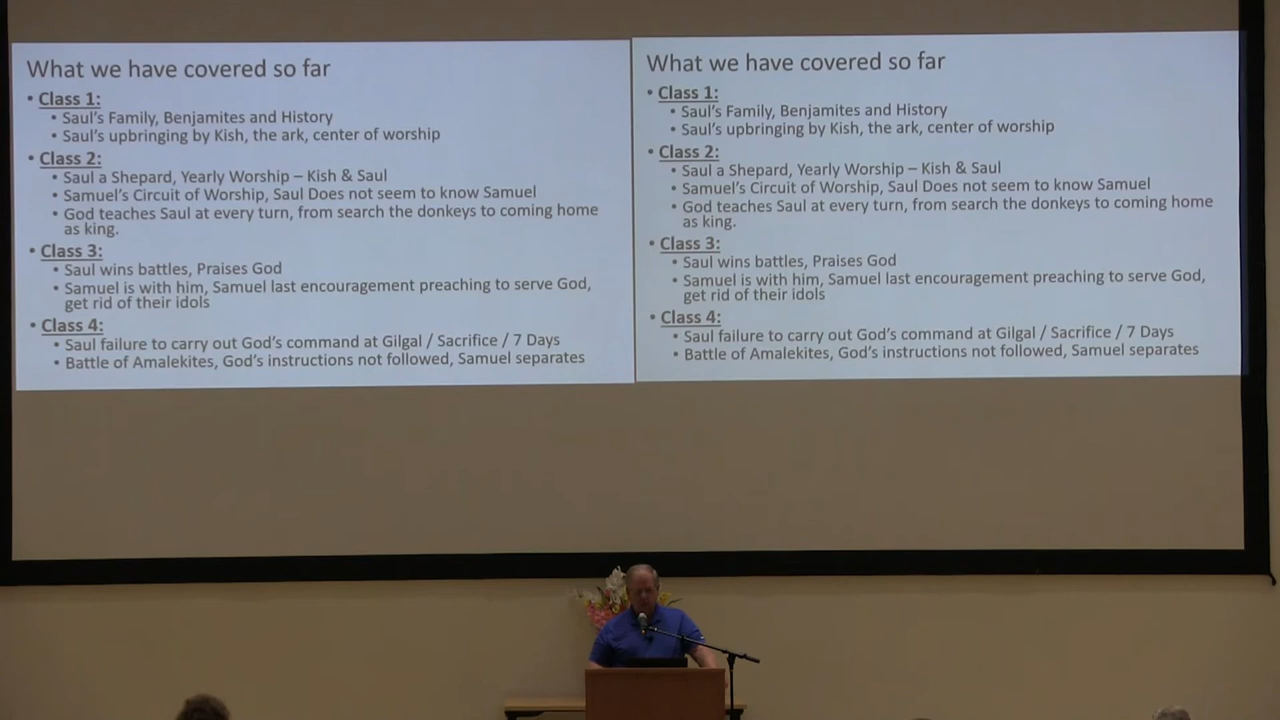 What we have covered so far
• Class 1:
• Saul's Family, Benjamites and History
• Saul's upbringing by Kish, the ark, center of worship
• Class 2:
• Saul a Shepard, Yearly Worship – Kish & Saul
• Samuel's Circuit of Worship, Saul Does not seem to know Samuel
• God teaches Saul at every turn, from search the donkeys to coming home
as king.
• Class 3:
• Saul wins battles, Praises God
• Samuel is with him, Samuel last encouragement preaching to serve God,
get rid of their idols
• Class 4:
• Saul failure to carry out God's command at Gilgal / Sacrifice / 7 Days
• Battle of Amalekites, God's instructions not followed, Samuel separates
What we have covered so far
• Class 1:
• Saul's Family, Benjamites and History
• Saul's upbringing by Kish, the ark, center of worship
• Class 2:
• Saul a Shepard, Yearly Worship – Kish & Saul
• Samuel's Circuit of Worship, Saul Does not seem to know Samuel
• God teaches Saul at every turn, from search the donkeys to coming home
as king.
• Class 3:
• Saul wins battles, Praises God
• Samuel is with him, Samuel last encouragement preaching to serve God,
get rid of their idols
• Class 4:
• Saul failure to carry out God's command at Gilgal / Sacrifice / 7 Days
• Battle of Amalekites, God's instructions not followed, Samuel separates